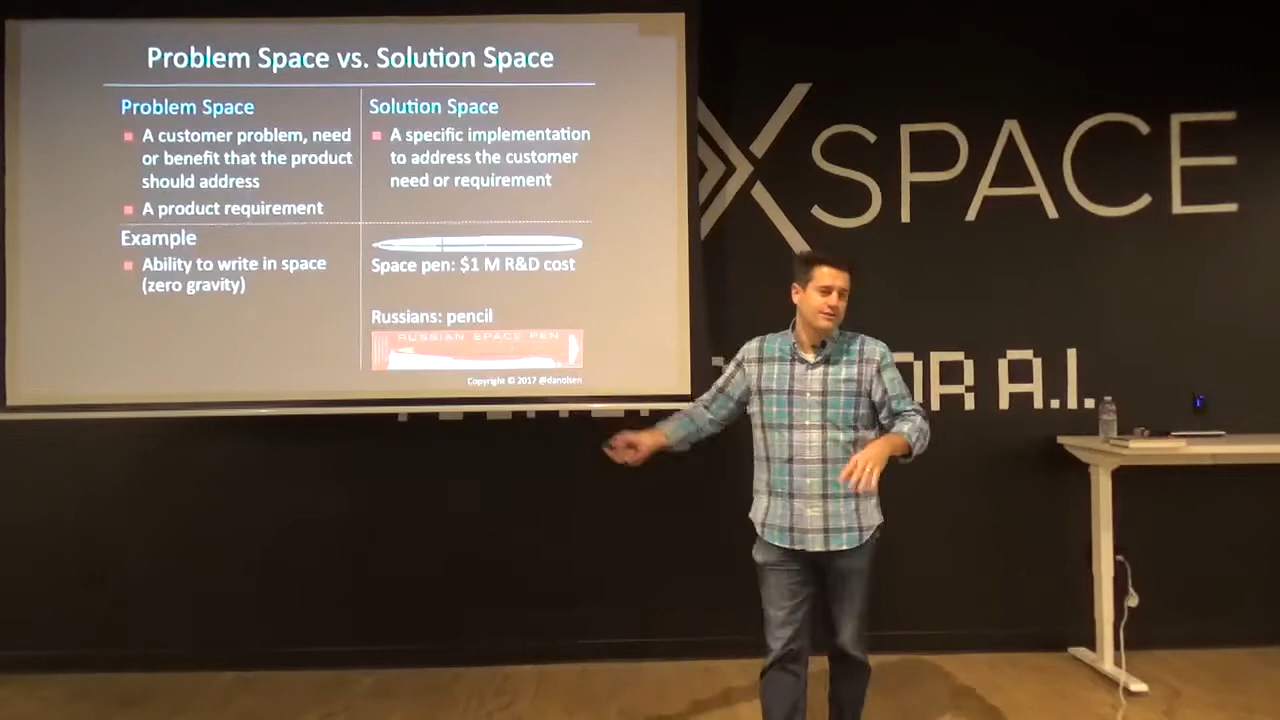 Problem Space vs. Solution Space
Problem Space
A customer problem, need
or benefit that the product
should address
A product requirement
Solution Space
A specific implementation
to address the customer
need or requirement
Example
Ability to write in space
(zero gravity)
Space pen: $1 M R&D cost
Russians: pencil
RUSSIAN SPACE PEN
Copyright © 2017 @danolsen
XSPACE
OR A.I.